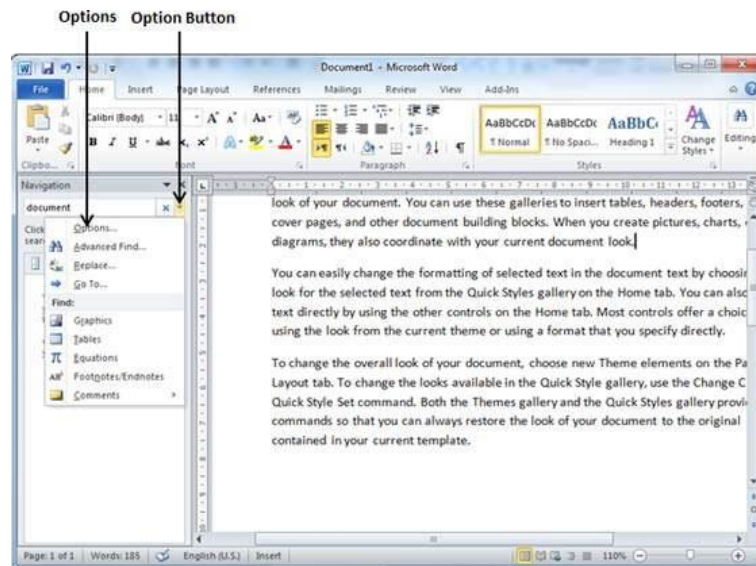 Options Option Button
Document1 - Microsoft Word
File Home Insert Page Layout References Mailings Review View Add-Ins
Calibri (Body) 11 A A Aa
Paste B I U abc x, x² A A
AaBbCcDc AaBbCcDc AaBbC
¶ Normal ¶ No Spaci... Heading 1 Change Styles Editing
Clipbo... Font Paragraph Styles
Navigation
document
Options...
Advanced Find...
Replace...
Go To...
Find:
Graphics
Tables
π Equations
AB¹ Footnotes/Endnotes
Comments
look of your document. You can use these galleries to insert tables, headers, footers,
cover pages, and other document building blocks. When you create pictures, charts,
diagrams, they also coordinate with your current document look.
You can easily change the formatting of selected text in the document text by choosin
look for the selected text from the Quick Styles gallery on the Home tab. You can also
text directly by using the other controls on the Home tab. Most controls offer a choic
using the look from the current theme or using a format that you specify directly.
To change the overall look of your document, choose new Theme elements on the Pa
Layout tab. To change the looks available in the Quick Style gallery, use the Change C
Quick Style Set command. Both the Themes gallery and the Quick Styles gallery provi
commands so that you can always restore the look of your document to the original
contained in your current template.
Page: 1 of 1 Words: 185 English (U.S.) Insert 110%